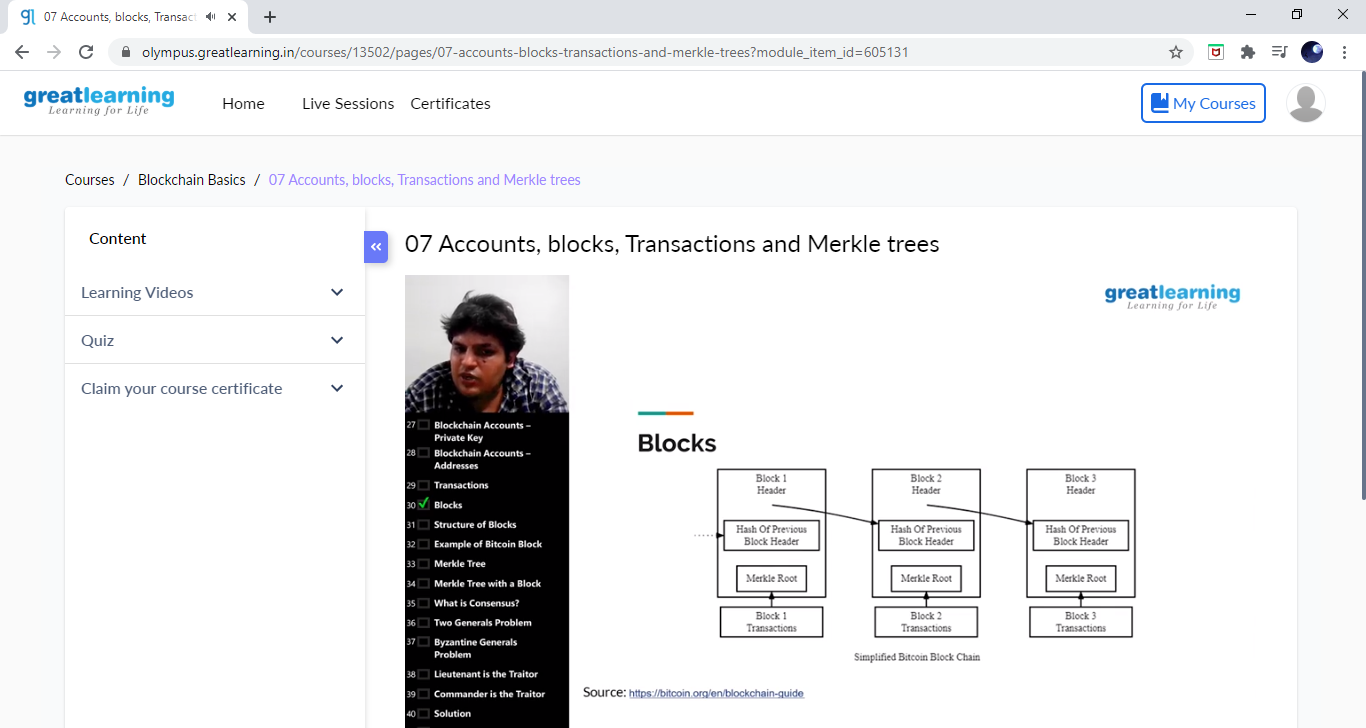 07 Accounts, blocks, Transact
olympus.greatlearning.in/courses/13502/pages/07-accounts-blocks-transactions-and-merkle-trees?module_item_id=605131
greatlearning
Learning for Life
Home
Live Sessions
Certificates
My Courses
Courses / Blockchain Basics / 07 Accounts, blocks, Transactions and Merkle trees
Content
Learning Videos
Quiz
Claim your course certificate
«
07 Accounts, blocks, Transactions and Merkle trees
27 Blockchain Accounts –
Private Key
28 Blockchain Accounts –
Addresses
29 Transactions
30 Blocks
31 Structure of Blocks
32 Example of Bitcoin Block
33 Merkle Tree
34 Merkle Tree with a Block
35 What is Consensus?
36 Two Generals Problem
37 Byzantine Generals
Problem
38 Lieutenant is the Traitor
39 Commander is the Traitor
40 Solution
greatlearning
Learning for Life
Blocks
Block 1
Header
Hash Of Previous
Block Header
Merkle Root
Block 1
Transactions
Block 2
Header
Hash Of Previous
Block Header
Merkle Root
Block 2
Transactions
Block 3
Header
Hash Of Previous
Block Header
Merkle Root
Block 3
Transactions
Simplified Bitcoin Block Chain
Source: https://bitcoin.org/en/blockchain-guide